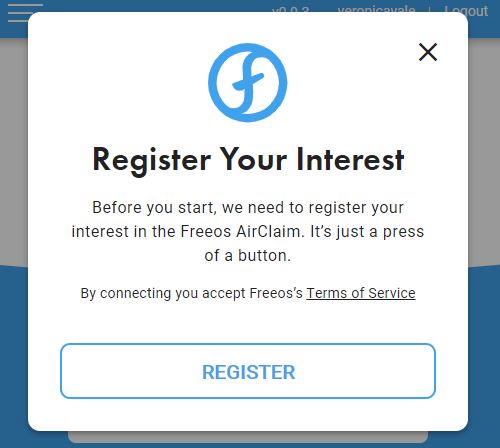 v0.9.3 veronicavale | Logout
Register Your Interest
Before you start, we need to register your
interest in the Freeos AirClaim. It’s just a press
of a button.
By connecting you accept Freeos’s Terms of Service
REGISTER